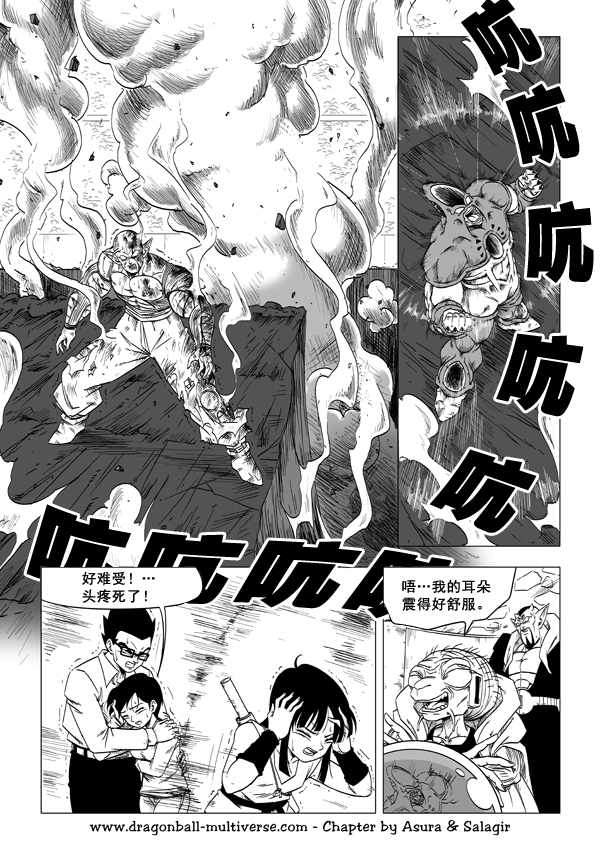 吭
吭
吭
吭
吭
吭吭吭吭
好难受！…
头疼死了！
唔…我的耳朵
震得好舒服。
www.dragonball-multiverse.com - Chapter by Asura & Salagir